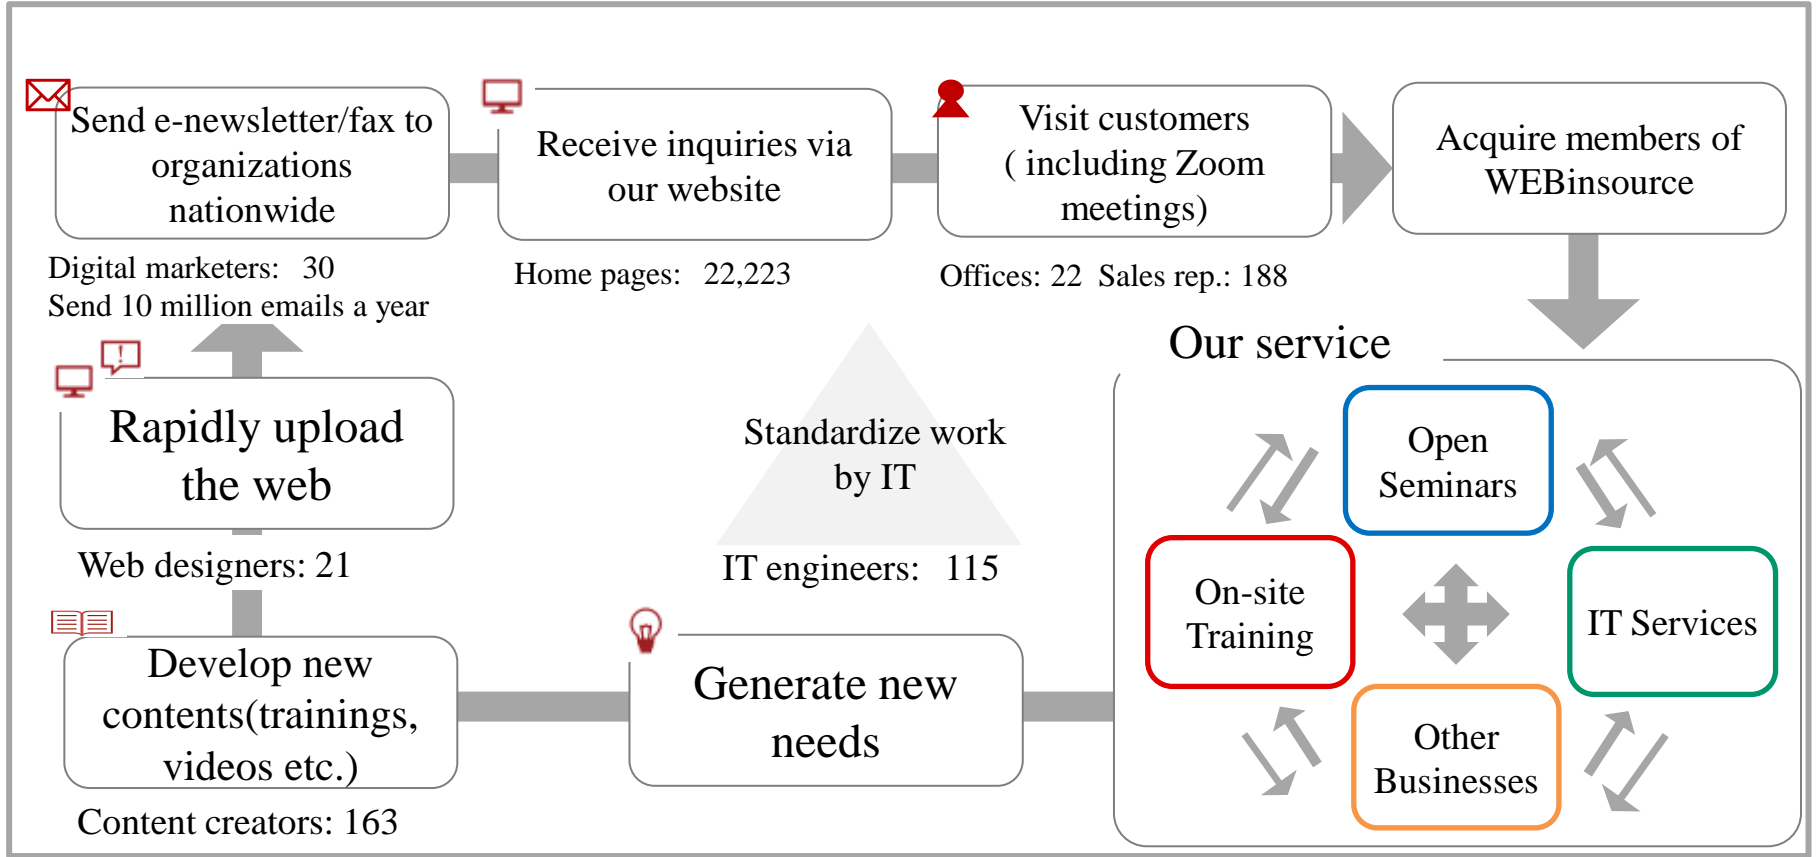 Send e-newsletter/fax to
organizations
nationwide
Digital marketers: 30
Send 10 million emails a year
Receive inquiries via
our website
Home pages: 22,223
Visit customers
( including Zoom
meetings)
Offices: 22 Sales rep.: 188
Acquire members of
WEBinsource
Our service
Open
Seminars
On-site
Training
IT Services
Other
Businesses
Standardize work
by IT
IT engineers: 115
Generate new
needs
Rapidly upload
the web
Web designers: 21
Develop new
contents(trainings,
videos etc.)
Content creators: 163